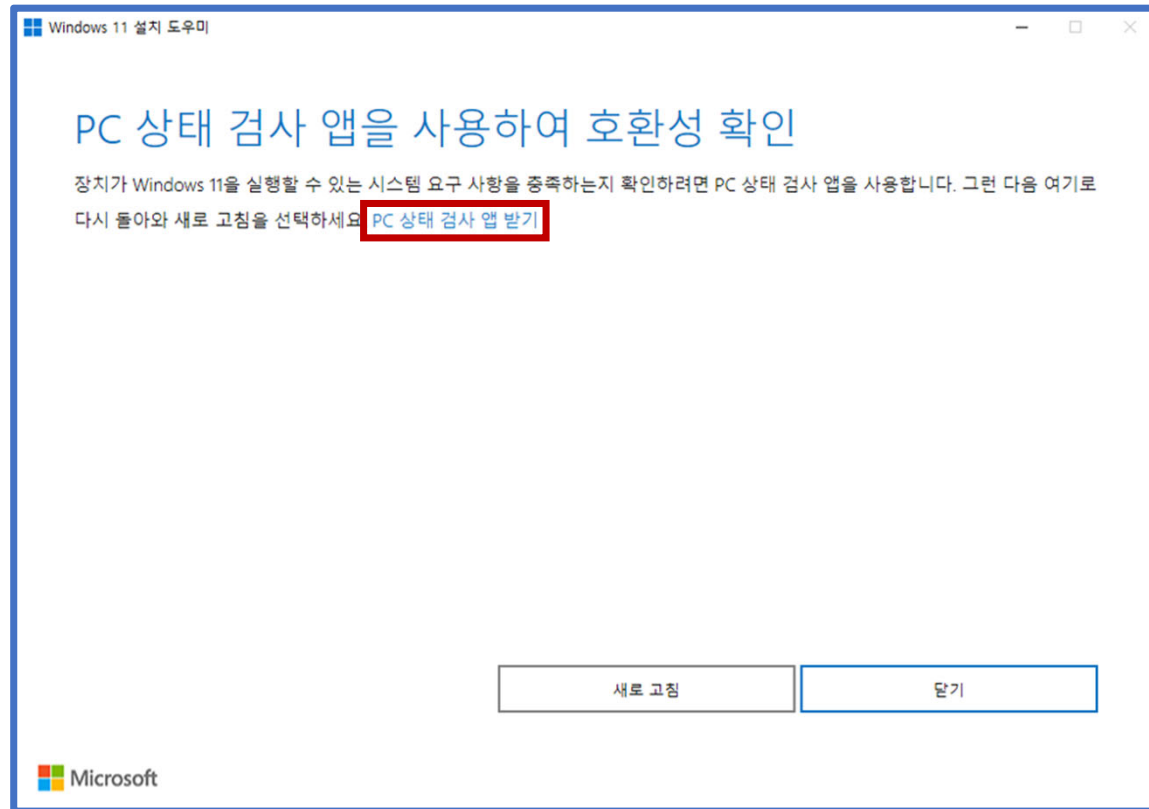 Windows 11 설치 도우미
PC 상태 검사 앱을 사용하여 호환성 확인
장치가 Windows 11을 실행할 수 있는 시스템 요구 사항을 충족하는지 확인하려면 PC 상태 검사 앱을 사용합니다. 그런 다음 여기로
다시 돌아와 새로 고침을 선택하세요 PC 상태 검사 앱 받기
새로 고침 닫기
Microsoft